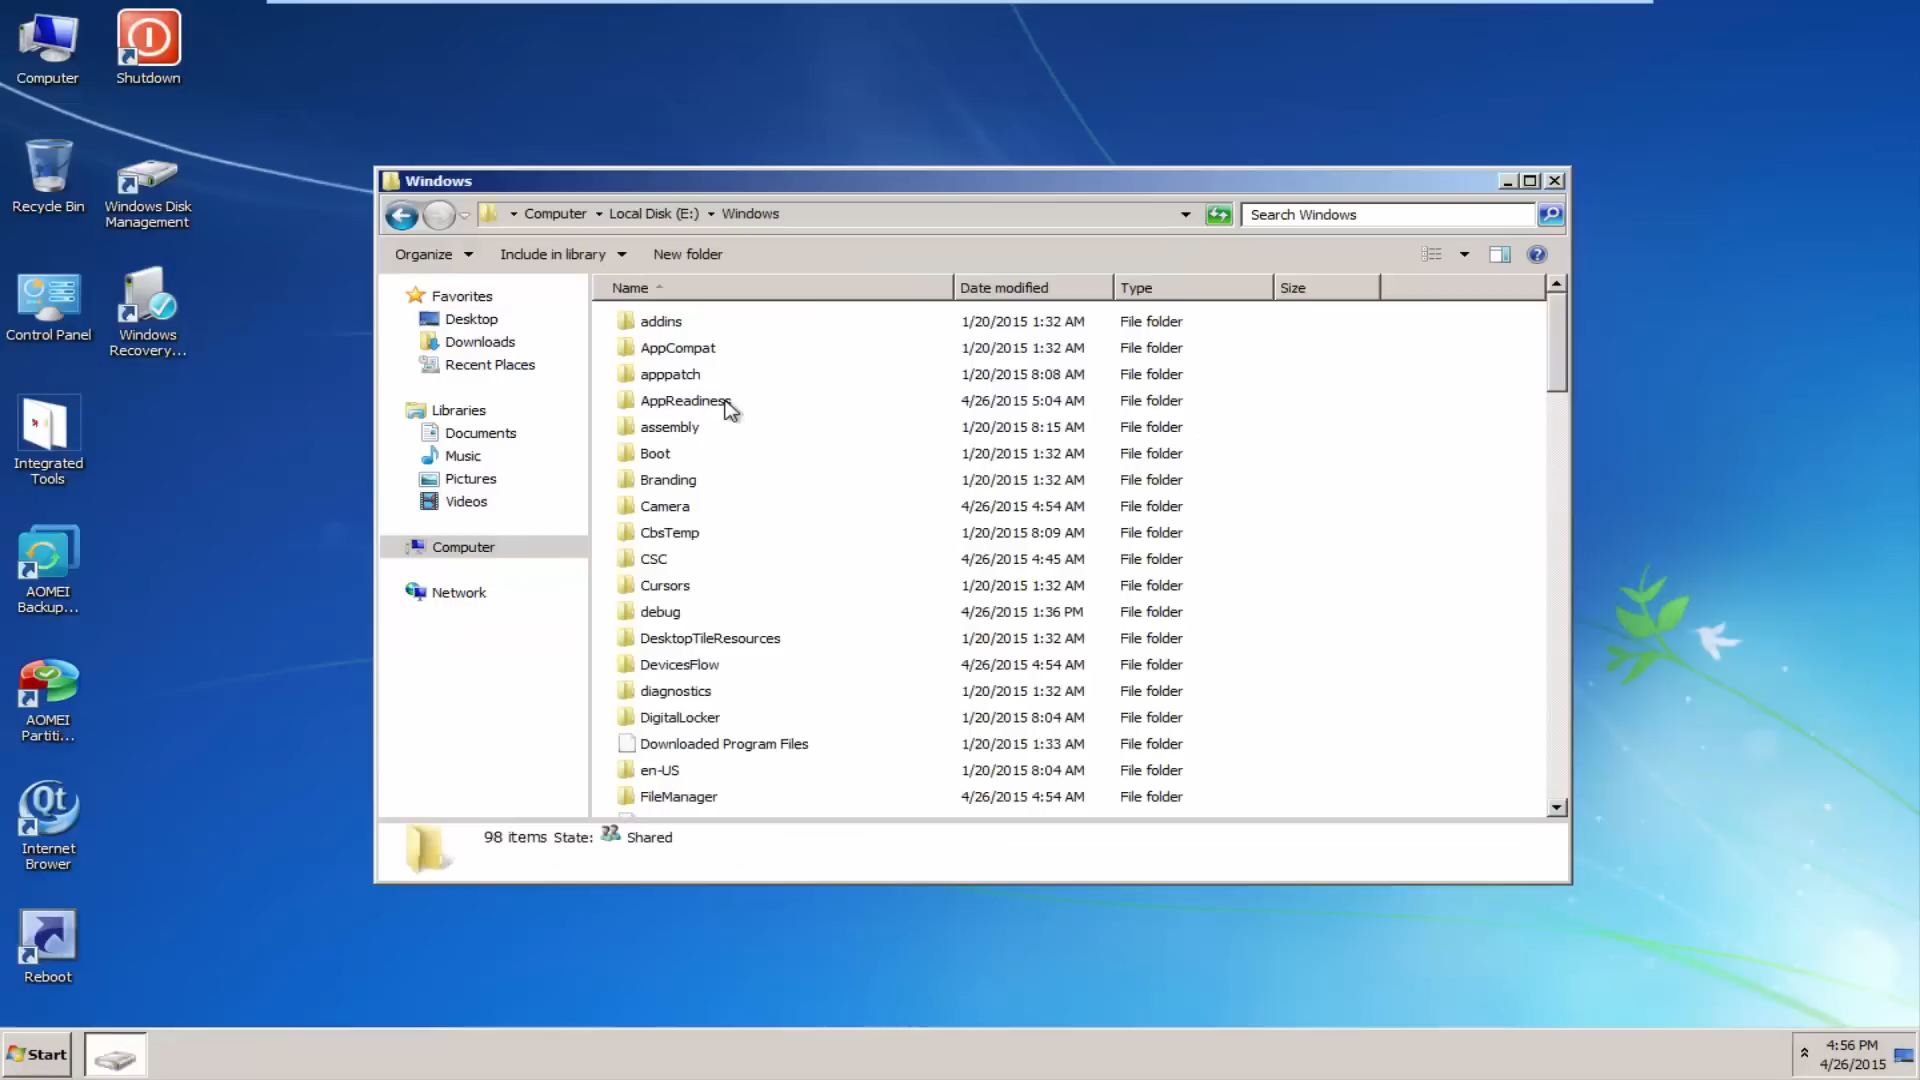 Computer
Shutdown
Recycle Bin
Windows Disk
Management
Control Panel
Windows
Recovery...
Integrated
Tools
AOMEI
Backup...
AOMEI
Partiti...
Qt
Internet
Brower
Reboot
Windows
Computer Local Disk (E:) Windows
Search Windows
Organize Include in library New folder
Favorites
Desktop
Downloads
Recent Places
Libraries
Documents
Music
Pictures
Videos
Computer
Network
Name Date modified Type Size
addins 1/20/2015 1:32 AM File folder
AppCompat 1/20/2015 1:32 AM File folder
apppatch 1/20/2015 8:08 AM File folder
AppReadiness 4/26/2015 5:04 AM File folder
assembly 1/20/2015 8:15 AM File folder
Boot 1/20/2015 1:32 AM File folder
Branding 1/20/2015 1:32 AM File folder
Camera 4/26/2015 4:54 AM File folder
CbsTemp 1/20/2015 8:09 AM File folder
CSC 4/26/2015 4:45 AM File folder
Cursors 1/20/2015 1:32 AM File folder
debug 4/26/2015 1:36 PM File folder
DesktopTileResources 1/20/2015 1:32 AM File folder
DevicesFlow 4/26/2015 4:54 AM File folder
diagnostics 1/20/2015 1:32 AM File folder
DigitalLocker 1/20/2015 8:04 AM File folder
Downloaded Program Files 1/20/2015 1:33 AM File folder
en-US 1/20/2015 8:04 AM File folder
FileManager 4/26/2015 4:54 AM File folder
98 items State: Shared
Start
4:56 PM
4/26/2015